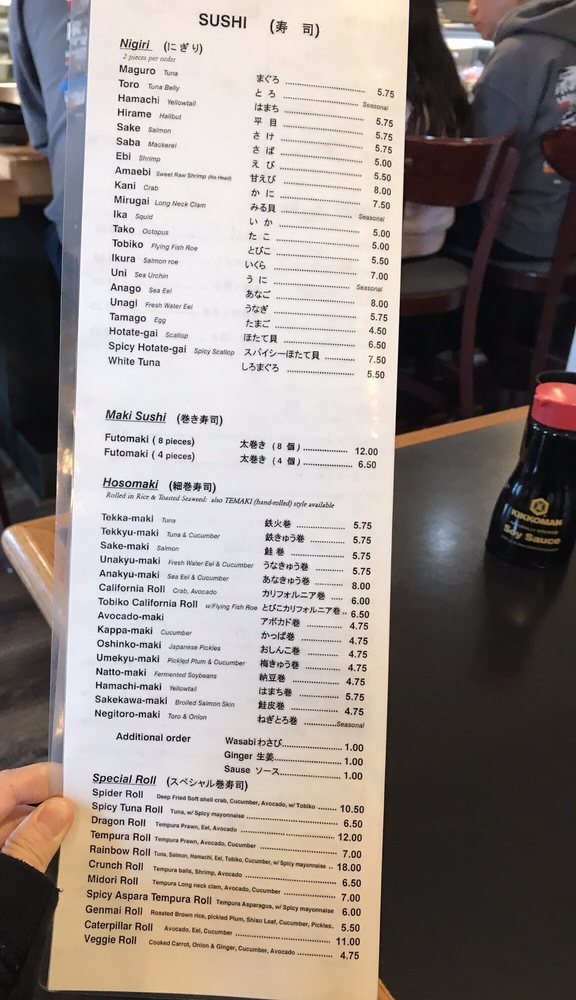 SUSHI (寿 司)
Nigiri (にぎり)
2 pieces per order
Maguro Tuna まぐろ 5.75
Toro Tuna Belly と ろ Seasonal
Hamachi Yellowtail はまち 5.75
Hirame Halibut 平 目 5.75
Sake Salmon さ け 5.75
Saba Mackerel さ ば 5.00
Ebi Shrimp え び 5.50
Amaebi Sweet Raw Shrimp (No Head) 甘えび 8.00
Kani Crab か に 7.50
Mirugai Long Neck Clam みる貝 Seasonal
Ika Squid い か 5.00
Tako Octopus た こ 5.00
Tobiko Flying Fish Roe とびこ 5.50
Ikura Salmon roe いくら 7.00
Uni Sea Urchin う に Seasonal
Anago Sea Eel あなご 8.00
Unagi Fresh Water Eel うなぎ 5.75
Tamago Egg たまご 4.50
Hotate-gai Scallop ほたて貝 6.50
Spicy Hotate-gai Spicy Scallop スパイシーほたて貝 7.50
White Tuna しろまぐろ 5.50
Maki Sushi (巻き寿司)
Futomaki ( 8 pieces) 太巻き ( 8 個 ) 12.00
Futomaki ( 4 pieces) 太巻き ( 4 個 ) 6.50
Hosomaki (細巻寿司)
Rolled in Rice & Toasted Seaweed: also TEMAKI (hand-rolled) style available
Tekka-maki Tuna 鉄火巻 5.75
Tekkyu-maki Tuna & Cucumber 鉄きゅう巻 5.75
Sake-maki Salmon 鮭 巻 5.75
Unakyu-maki Fresh Water Eel & Cucumber うなきゅう巻 5.75
Anakyu-maki Sea Eel & Cucumber あなきゅう巻 8.00
California Roll Crab, Avocado カリフォルニア巻 6.00
Tobiko California Roll w/Flying Fish Roe とびこカリフォルニア巻 6.50
Avocado-maki アボカド巻 4.75
Kappa-maki Cucumber かっぱ巻 4.75
Oshinko-maki Japanese Pickles おしんこ巻 4.75
Umekyu-maki Pickled Plum & Cucumber 梅きゅう巻 4.75
Natto-maki Fermented Soybeans 納豆巻 4.75
Hamachi-maki Yellowtail はまち巻 5.75
Sakekawa-maki Broiled Salmon Skin 鮭皮巻 4.75
Negitoro-maki Toro & Onion ねぎとろ巻 Seasonal
Additional order Wasabi わさび 1.00
Ginger 生姜 1.00
Sause ソース 1.00
Special Roll (スペシャル巻寿司)
Spider Roll Deep Fried Soft shell crab, Cucumber, Avocado, w/ Tobiko 10.50
Spicy Tuna Roll Tuna, w/ Spicy mayonnaise 6.50
Dragon Roll Tempura Prawn, Eel, Avocado 12.00
Tempura Roll Tempura Prawn, Avocado, Cucumber 7.00
Rainbow Roll Tuna, Salmon, Hamachi, Eel, Tobiko, Cucumber, w/ Spicy mayonnaise 18.00
Crunch Roll Tempura balls, Shrimp, Avocado 6.50
Midori Roll Tempura Long neck clam, Avocado, Cucumber 7.00
Spicy Aspara Tempura Roll Tempura Asparagus, w/ Spicy mayonnaise 6.00
Genmai Roll Roasted Brown rice, pickled Plum, Shiso Leaf, Cucumber, Pickles. 5.50
Caterpillar Roll Avocado, Eel, Cucumber 11.00
Veggie Roll Cooked Carrot, Onion & Ginger, Cucumber, Avocado 4.75
KIKKOMAN
Soy Sauce